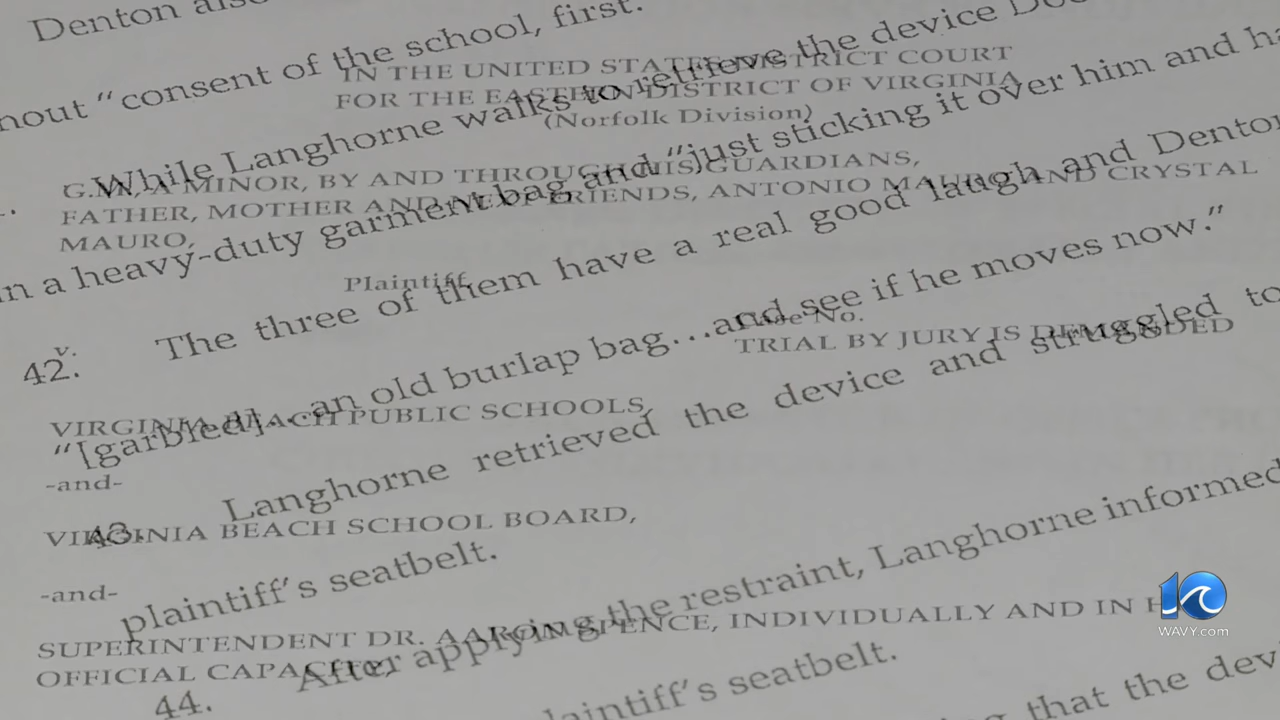 IN THE UNITED STATES DISTRICT COURT
FOR THE EASTERN DISTRICT OF VIRGINIA
(Norfolk Division)
A MINOR, BY AND THROUGH HIS GUARDIANS,
FATHER, MOTHER AND NEXT FRIENDS, ANTONIO MAURO AND CRYSTAL
MAURO,
Plaintiff,
v.
Case No.
TRIAL BY JURY IS DEMANDED
VIRGINIA BEACH PUBLIC SCHOOLS,
-and-
VIRGINIA BEACH SCHOOL BOARD,
-and-
SUPERINTENDENT DR. AARON SPENCE, INDIVIDUALLY AND IN
OFFICIAL CAPACITY,
Denton
"consent of the school, first.
While Langhorne walks to retrieve the device
bag and "just sticking it over him and
in a heavy-duty garment
42. The three of them have a real good laugh and Denton
"[garbled]...an old burlap bag...and see if he moves now."
43. Langhorne retrieved the device and struggled to
plaintiff's seatbelt.
44. After applying the restraint, Langhorne informed
plaintiff's seatbelt.
that the
10
WAVY.com